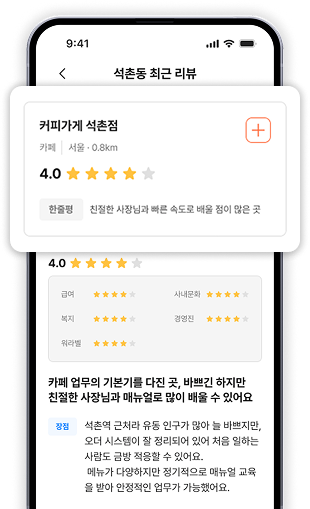 9:41
석촌동 최근 리뷰
커피가게 석촌점
카페 서울 · 0.8km
4.0
한줄평 친절한 사장님과 빠른 속도로 배울 점이 많은 곳
4.0
급여 사내문화
복지 경영진
워라벨
카페 업무의 기본기를 다진 곳, 바쁘긴 하지만
친절한 사장님과 매뉴얼로 많이 배울 수 있어요
장점 석촌역 근처라 유동 인구가 많아 늘 바쁘지만,
오더 시스템이 잘 정리되어 있어 처음 일하는
사람도 금방 적응할 수 있어요.
메뉴가 다양하지만 정기적으로 매뉴얼 교육
을 받아 안정적인 업무가 가능했어요.